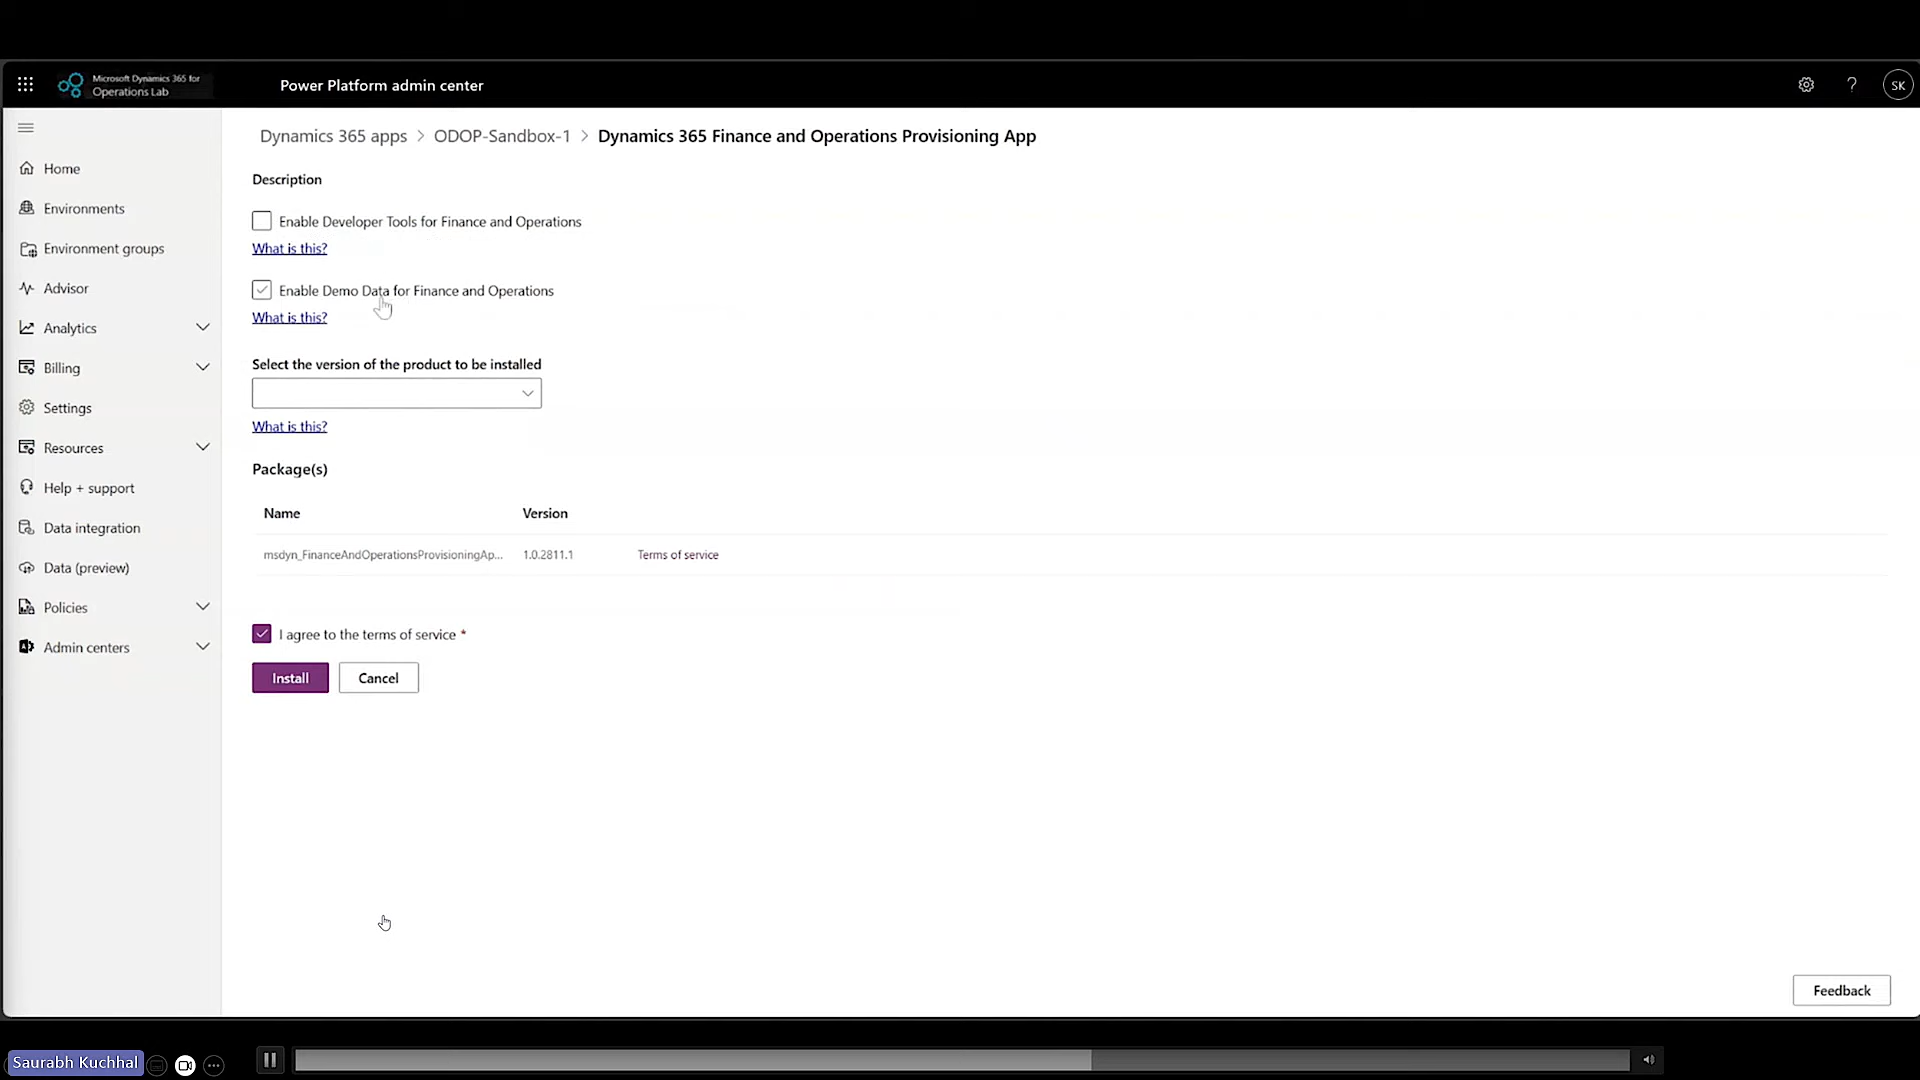 Microsoft Dynamics 365 for
Operations Lab
Power Platform admin center
?
SK
Home
Environments
Environment groups
Advisor
Analytics
Billing
Settings
Resources
Help + support
Data integration
Data (preview)
Policies
Admin centers
Dynamics 365 apps > ODOP-Sandbox-1 > Dynamics 365 Finance and Operations Provisioning App
Description
Enable Developer Tools for Finance and Operations
What is this?
Enable Demo Data for Finance and Operations
What is this?
Select the version of the product to be installed
What is this?
Package(s)
Name Version
msdyn_FinanceAndOperationsProvisioningAp... 1.0.2811.1 Terms of service
I agree to the terms of service *
Install Cancel
Feedback
Saurabh Kuchhal